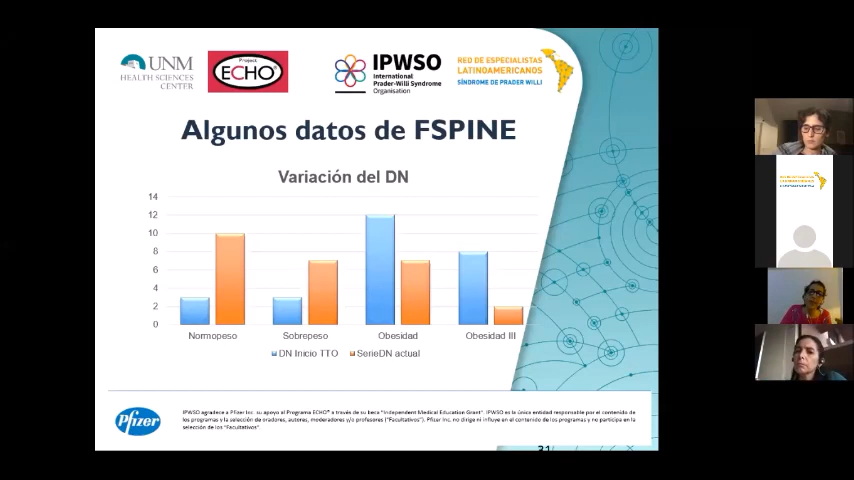 UNM
HEALTH SCIENCES
CENTER
Project
ECHO®
IPWSO
International
Prader-Willi Syndrome
Organisation
RED DE ESPECIALISTAS
LATINOAMERICANOS
SÍNDROME DE PRADER WILLI
Algunos datos de FSPINE
Variación del DN
14
12
10
8
6
4
2
0
Normopeso Sobrepeso Obesidad Obesidad III
DN Inicio TTO SerieDN actual
Pfizer
IPWSO agradece a Pfizer Inc. su apoyo al Programa ECHO® a través de su beca "Independent Medical Education Grant". IPWSO es la única entidad responsable por el contenido de
los programas y la selección de oradores, autores, moderadores y/o profesores ("Facultativos"). Pfizer Inc. no dirige ni influye en el contenido de los programas y no participa en la
selección de los "Facultativos".
31
RED DE ESPECIALISTAS
LATINOAMERICANOS